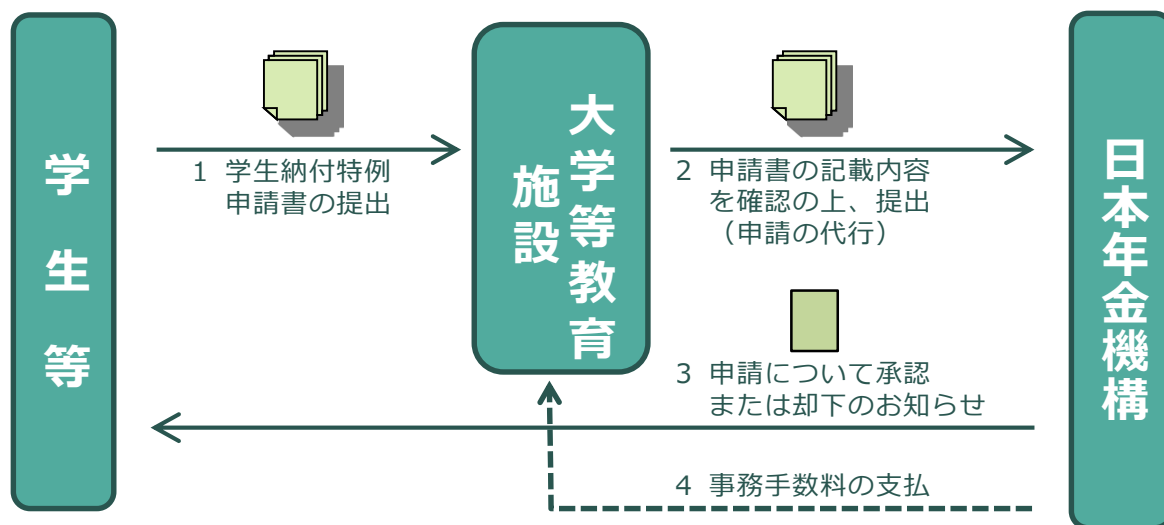 学生等
1 学生納付特例
申請書の提出
大学等教育
施設
2 申請書の記載内容
を確認の上、提出
（申請の代行）
3 申請について承認
または却下のお知らせ
4 事務手数料の支払
日本年金機構